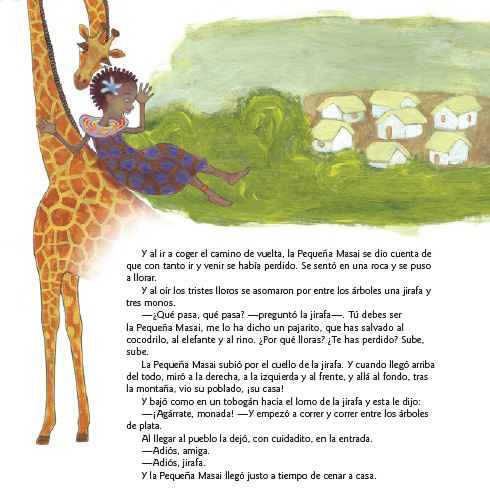 Y al ir a coger el camino de vuelta, la Pequeña Masai se dio cuenta de
que con tanto ir y venir se había perdido. Se sentó en una roca y se puso
a llorar.
Y al oír los tristes lloros se asomaron por entre los árboles una jirafa y
tres monos.
—¿Qué pasa, qué pasa? —preguntó la jirafa—. Tú debes ser
la Pequeña Masai, me lo ha dicho un pajarito, que has salvado al
cocodrilo, al elefante y al rino. ¿Por qué lloras? ¿Te has perdido? Sube,
sube.
La Pequeña Masai subió por el cuello de la jirafa. Y cuando llegó arriba
del todo, miró a la derecha, a la izquierda y al frente, y allá al fondo, tras
la montaña, vio su poblado, ¡su casa!
Y bajó como en un tobogán hacia el lomo de la jirafa y esta le dijo:
—¡Agárrate, monada! —Y empezó a correr y correr entre los árboles
de plata.
Al llegar al pueblo la dejó, con cuidadito, en la entrada.
—Adiós, amiga.
—Adiós, jirafa.
Y la Pequeña Masai llegó justo a tiempo de cenar a casa.